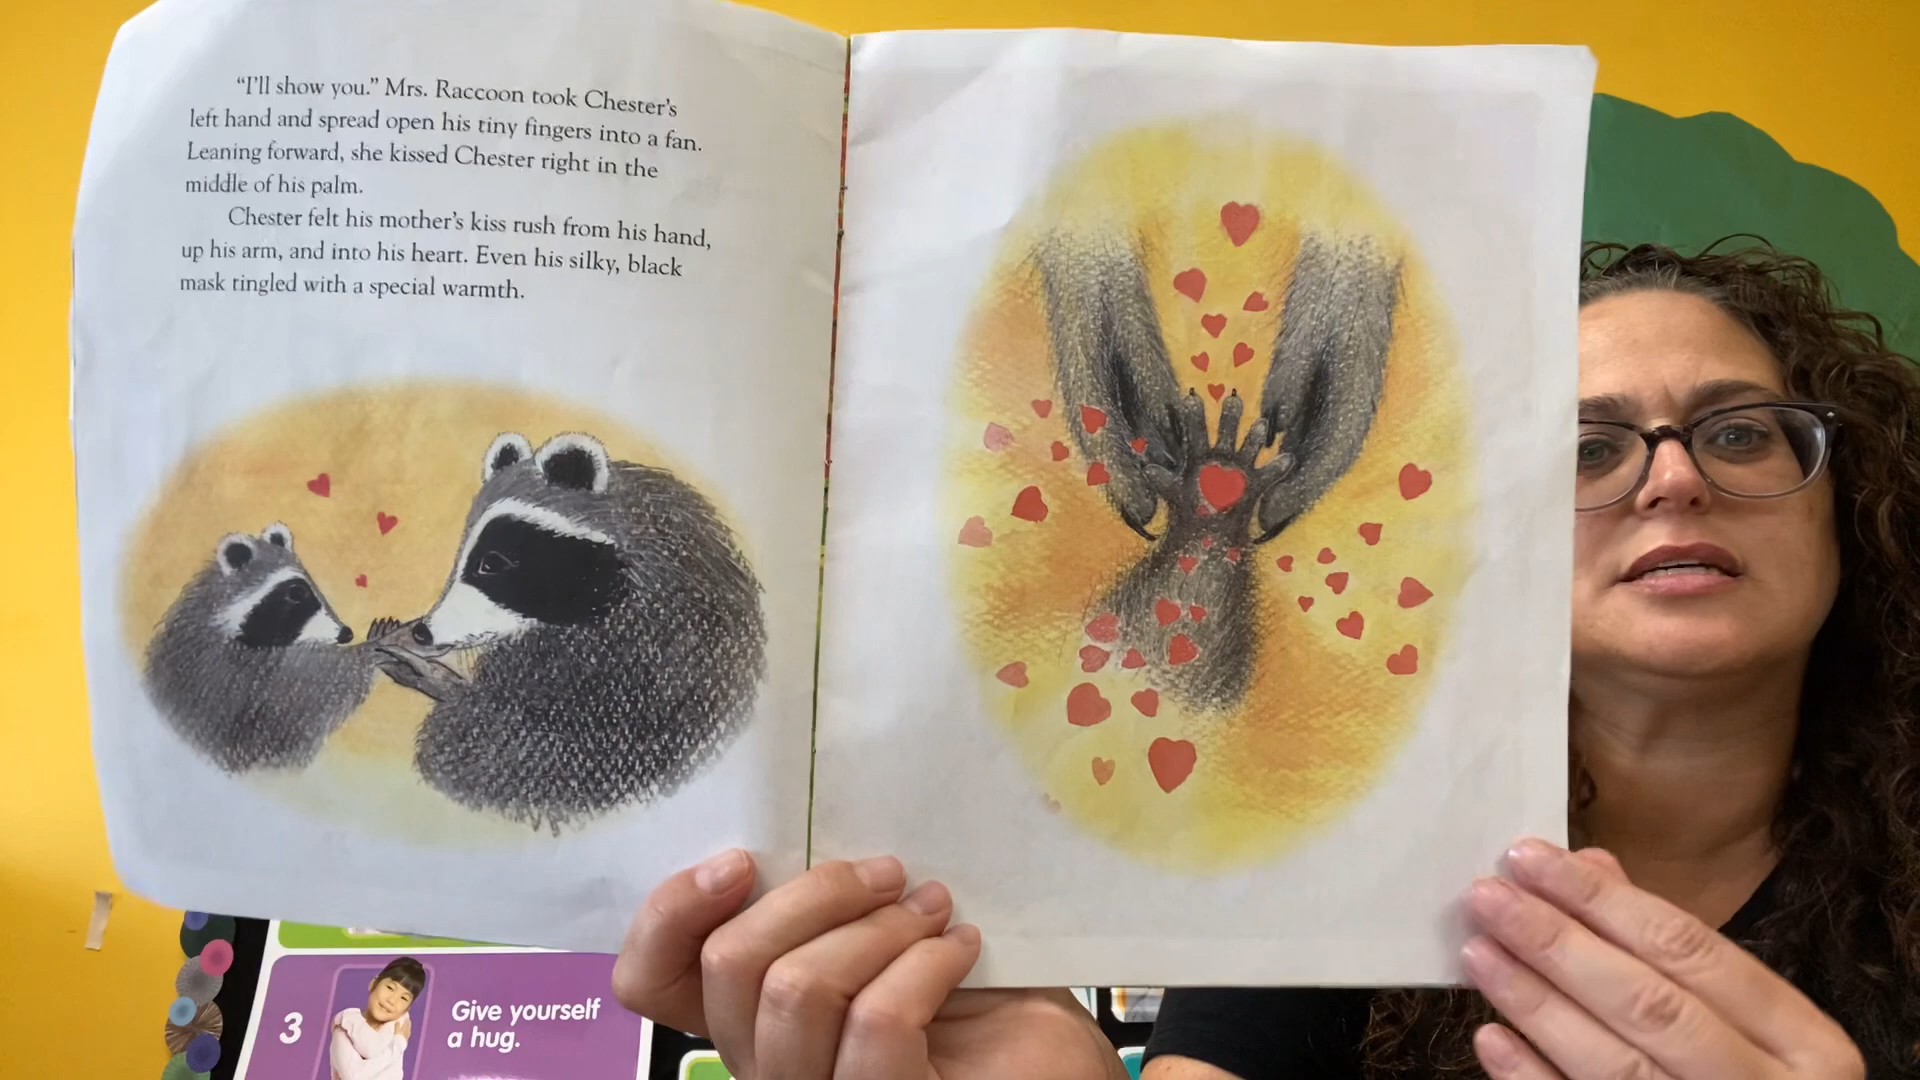 “I’ll show you.” Mrs. Raccoon took Chester’s
left hand and spread open his tiny fingers into a fan.
Leaning forward, she kissed Chester right in the
middle of his palm.
Chester felt his mother’s kiss rush from his hand,
up his arm, and into his heart. Even his silky, black
mask tingled with a special warmth.
3
Give yourself
a hug.